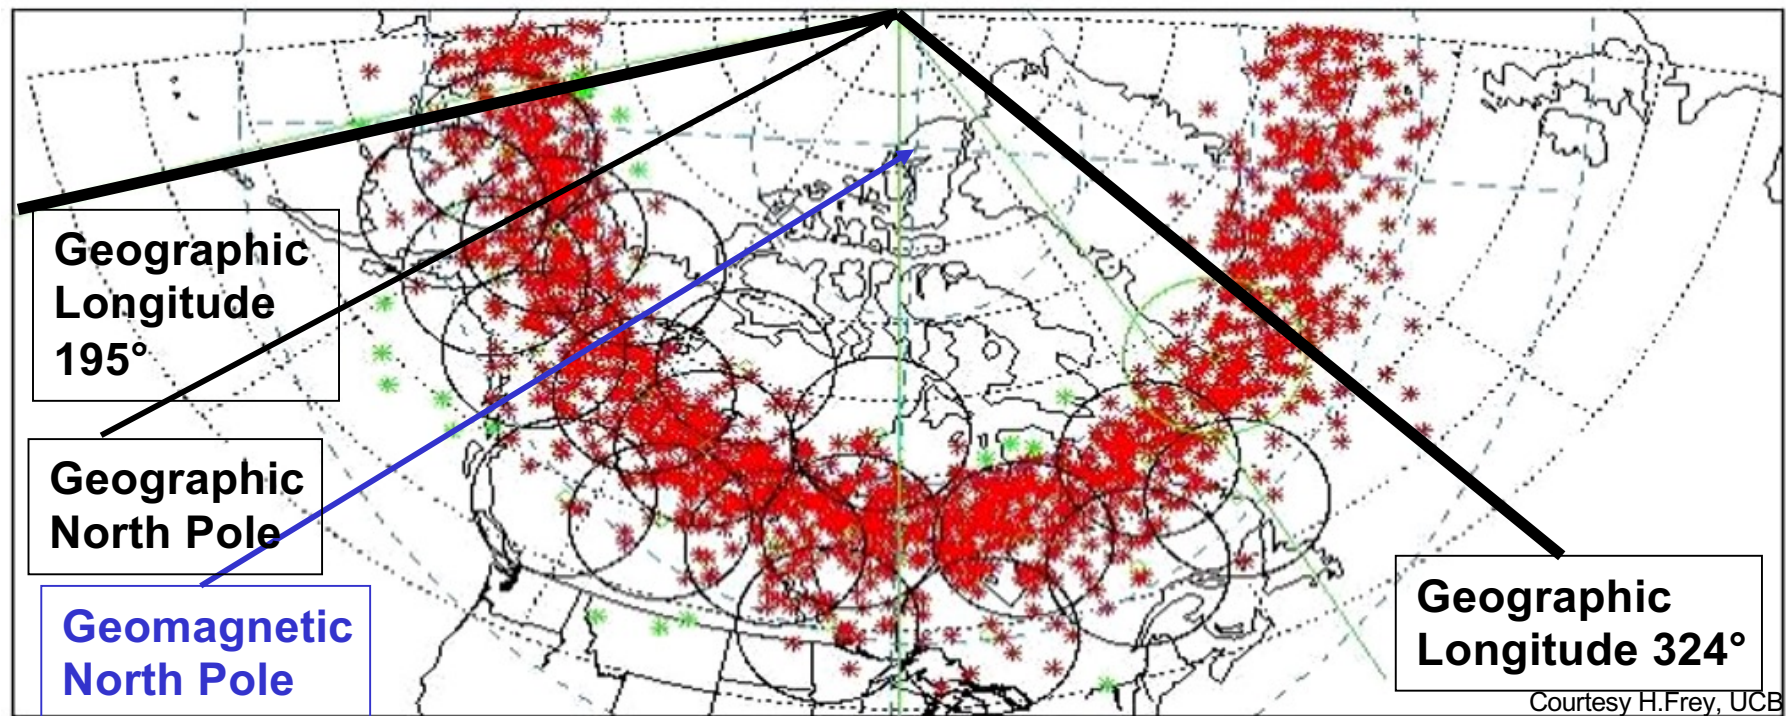 Geographic
Longitude
195°
Geographic
North Pole
Geomagnetic
North Pole
Geographic
Longitude 324°
Courtesy H.Frey, UCB